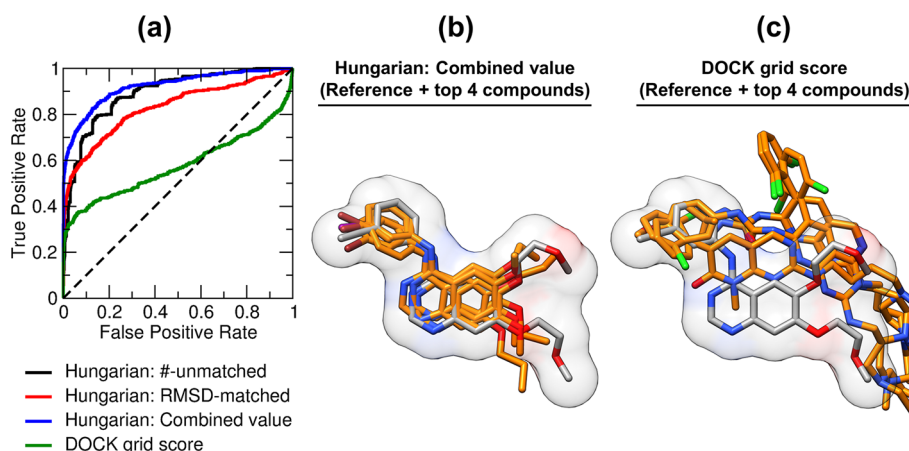 (a)
(b)
(c)
Hungarian: Combined value
(Reference + top 4 compounds)
DOCK grid score
(Reference + top 4 compounds)
True Positive Rate
1
0.8
0.6
0.4
0.2
0
0 0.2 0.4 0.6 0.8 1
False Positive Rate
Hungarian: #-unmatched
Hungarian: RMSD-matched
Hungarian: Combined value
DOCK grid score